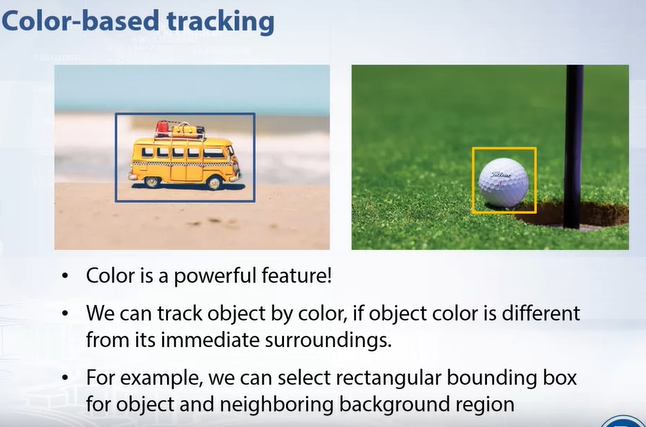 Color-based tracking
Titleist
• Color is a powerful feature!
• We can track object by color, if object color is different
from its immediate surroundings.
• For example, we can select rectangular bounding box
for object and neighboring background region